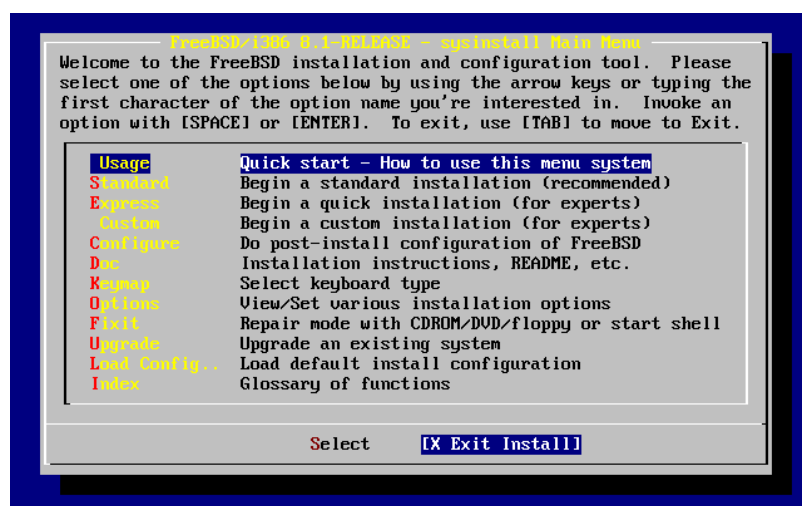 FreeBSD/i386 8.1-RELEASE - sysinstall Main Menu
Welcome to the FreeBSD installation and configuration tool.  Please
select one of the options below by using the arrow keys or typing the
first character of the option name you're interested in.  Invoke an
option with [SPACE] or [ENTER].  To exit, use [TAB] to move to Exit.
Usage Quick start - How to use this menu system
Standard Begin a standard installation (recommended)
Express Begin a quick installation (for experts)
Custom Begin a custom installation (for experts)
Configure Do post-install configuration of FreeBSD
Doc Installation instructions, README, etc.
Keymap Select keyboard type
Options View/Set various installation options
Fixit Repair mode with CDROM/DVD/floppy or start shell
Upgrade Upgrade an existing system
Load Config.. Load default install configuration
Index Glossary of functions
Select [X Exit Install]